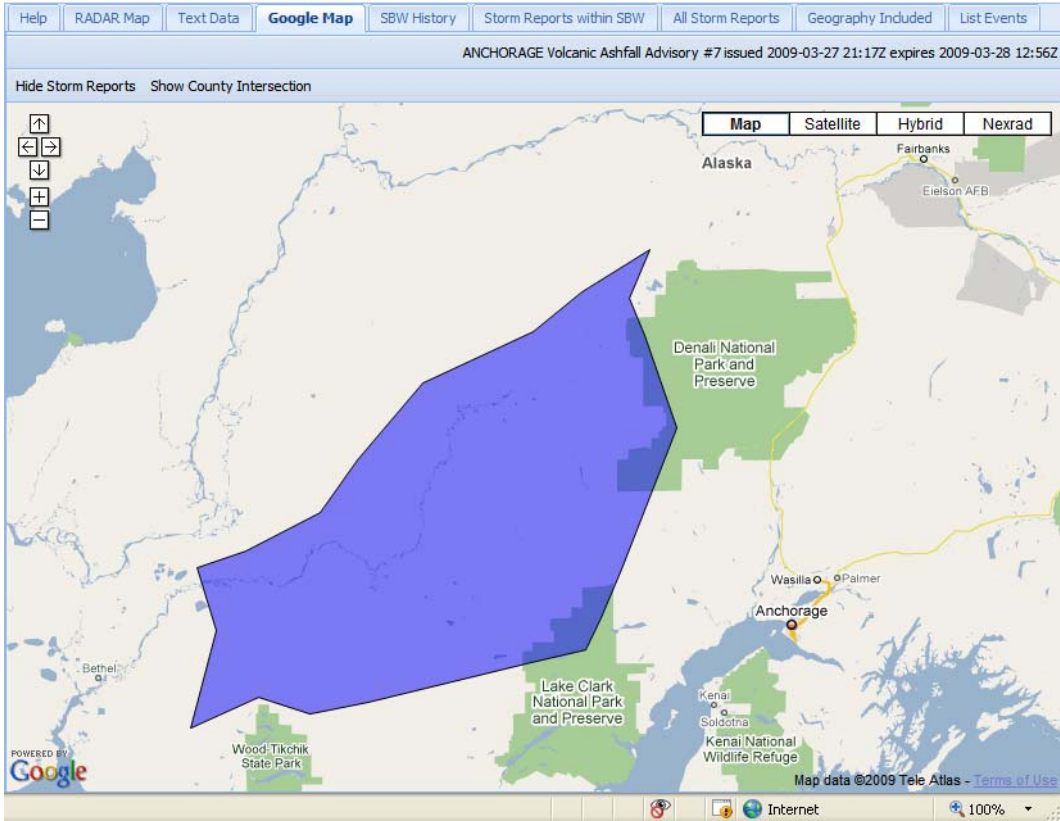 Help RADAR Map Text Data Google Map SBW History Storm Reports within SBW All Storm Reports Geography Included List Events
ANCHORAGE Volcanic Ashfall Advisory #7 issued 2009-03-27 21:17Z expires 2009-03-28 12:56Z
Hide Storm Reports Show County Intersection
Map Satellite Hybrid Nexrad
Fairbanks
Alaska
Eielson AFB
Denali National
Park and
Preserve
Wasilla Palmer
Anchorage
Bethel
Lake Clark
National Park
and Preserve
Kenai
Soldotna
Kenai National
Wildlife Refuge
Wood-Tikchik
State Park
POWERED BY
Google
Map data ©2009 Tele Atlas - Terms of Use
Internet 100%